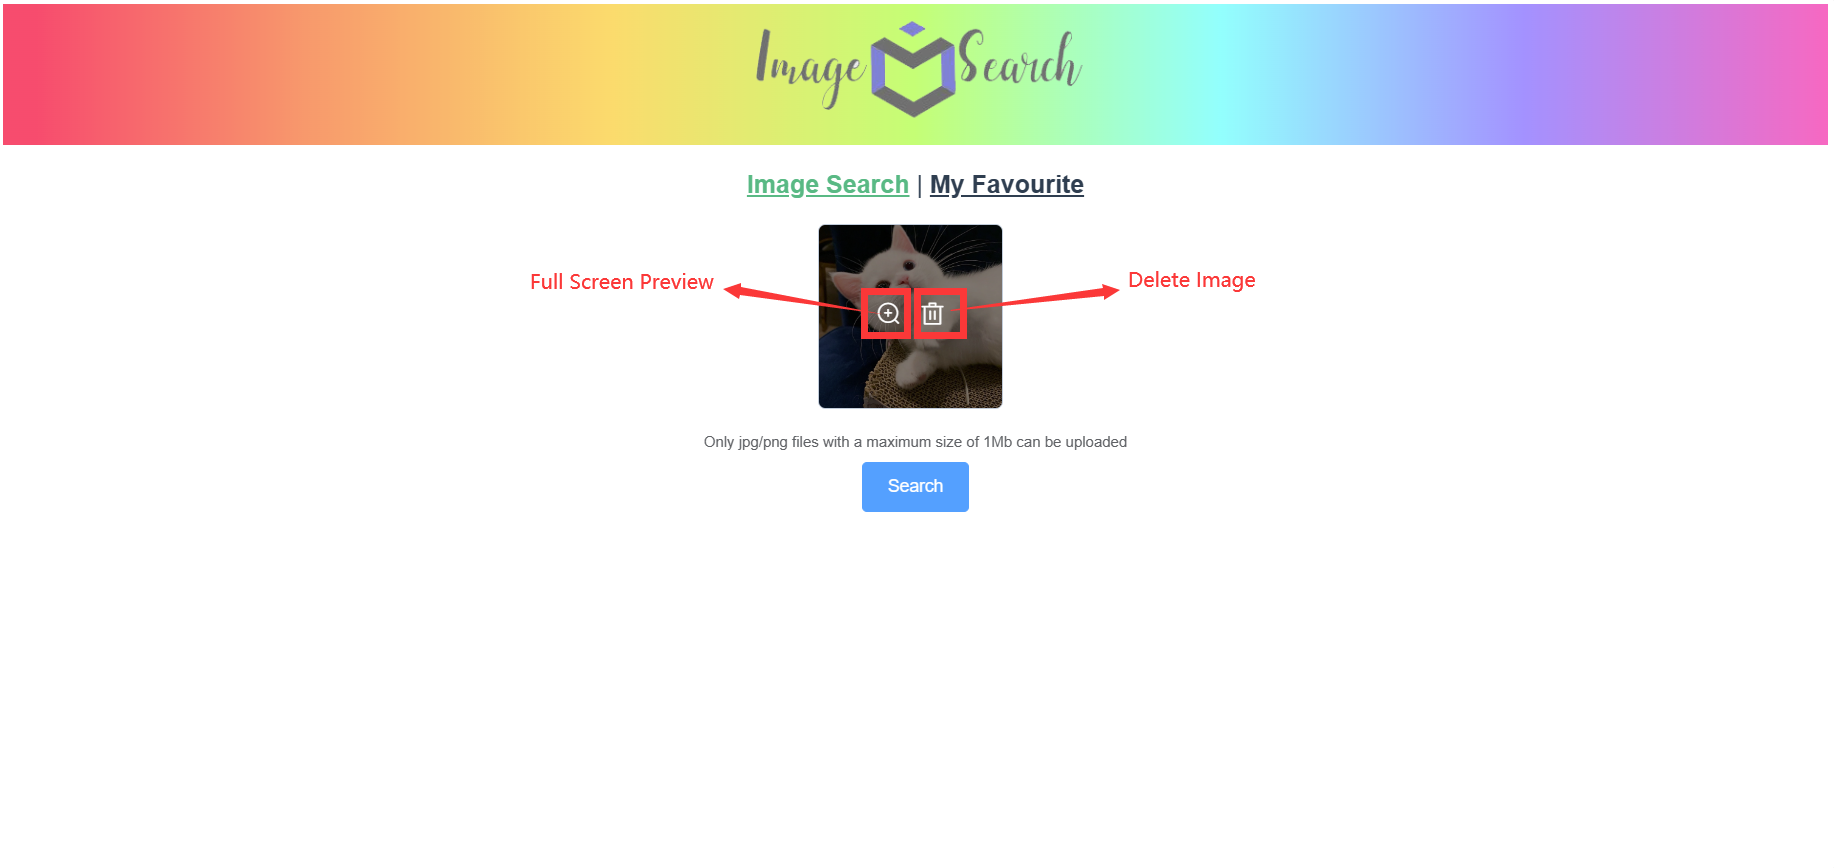 Image Search
Image Search | My Favourite
Full Screen Preview
Delete Image
Only jpg/png files with a maximum size of 1Mb can be uploaded
Search